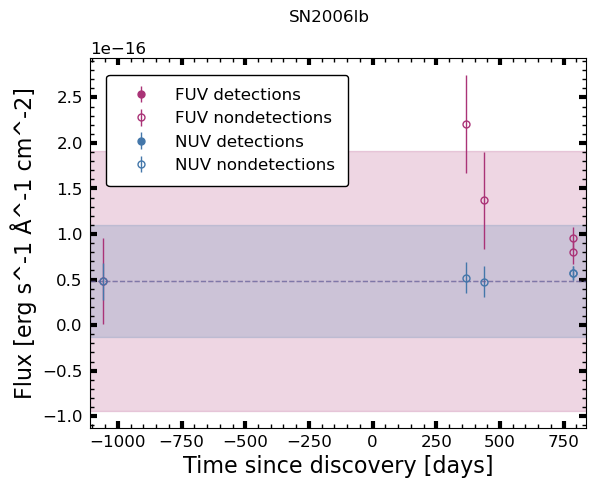 SN2006lb
1e−16
FUV detections
FUV nondetections
NUV detections
NUV nondetections
2.5
2.0
1.5
1.0
0.5
0.0
−0.5
−1.0
Flux [erg s^-1 Å^-1 cm^-2]
−1000 −750 −500 −250 0 250 500 750
Time since discovery [days]